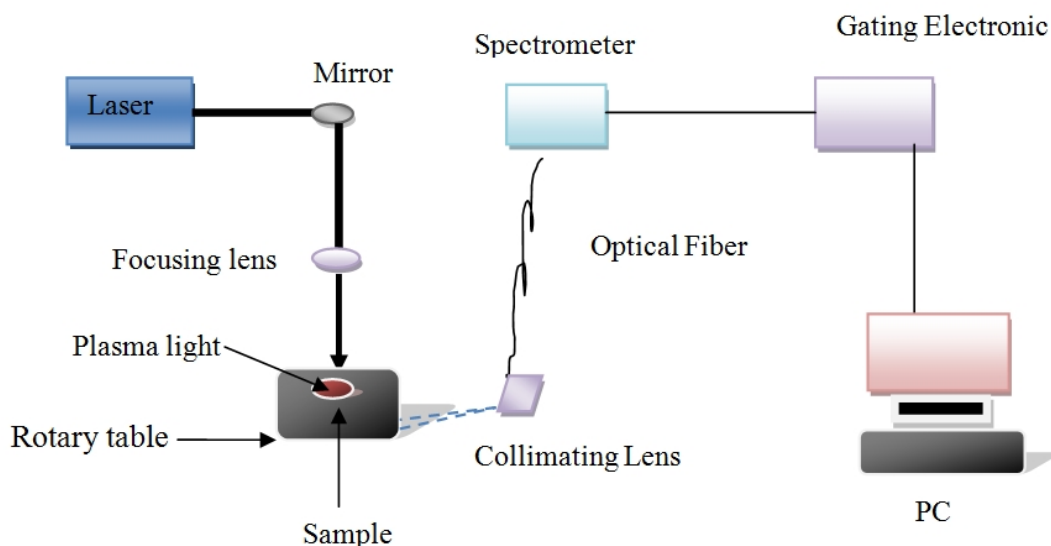 Gating Electronic
Spectrometer
Mirror
Laser
Optical Fiber
Focusing lens
Plasma light
Rotary table
Collimating Lens
Sample
PC